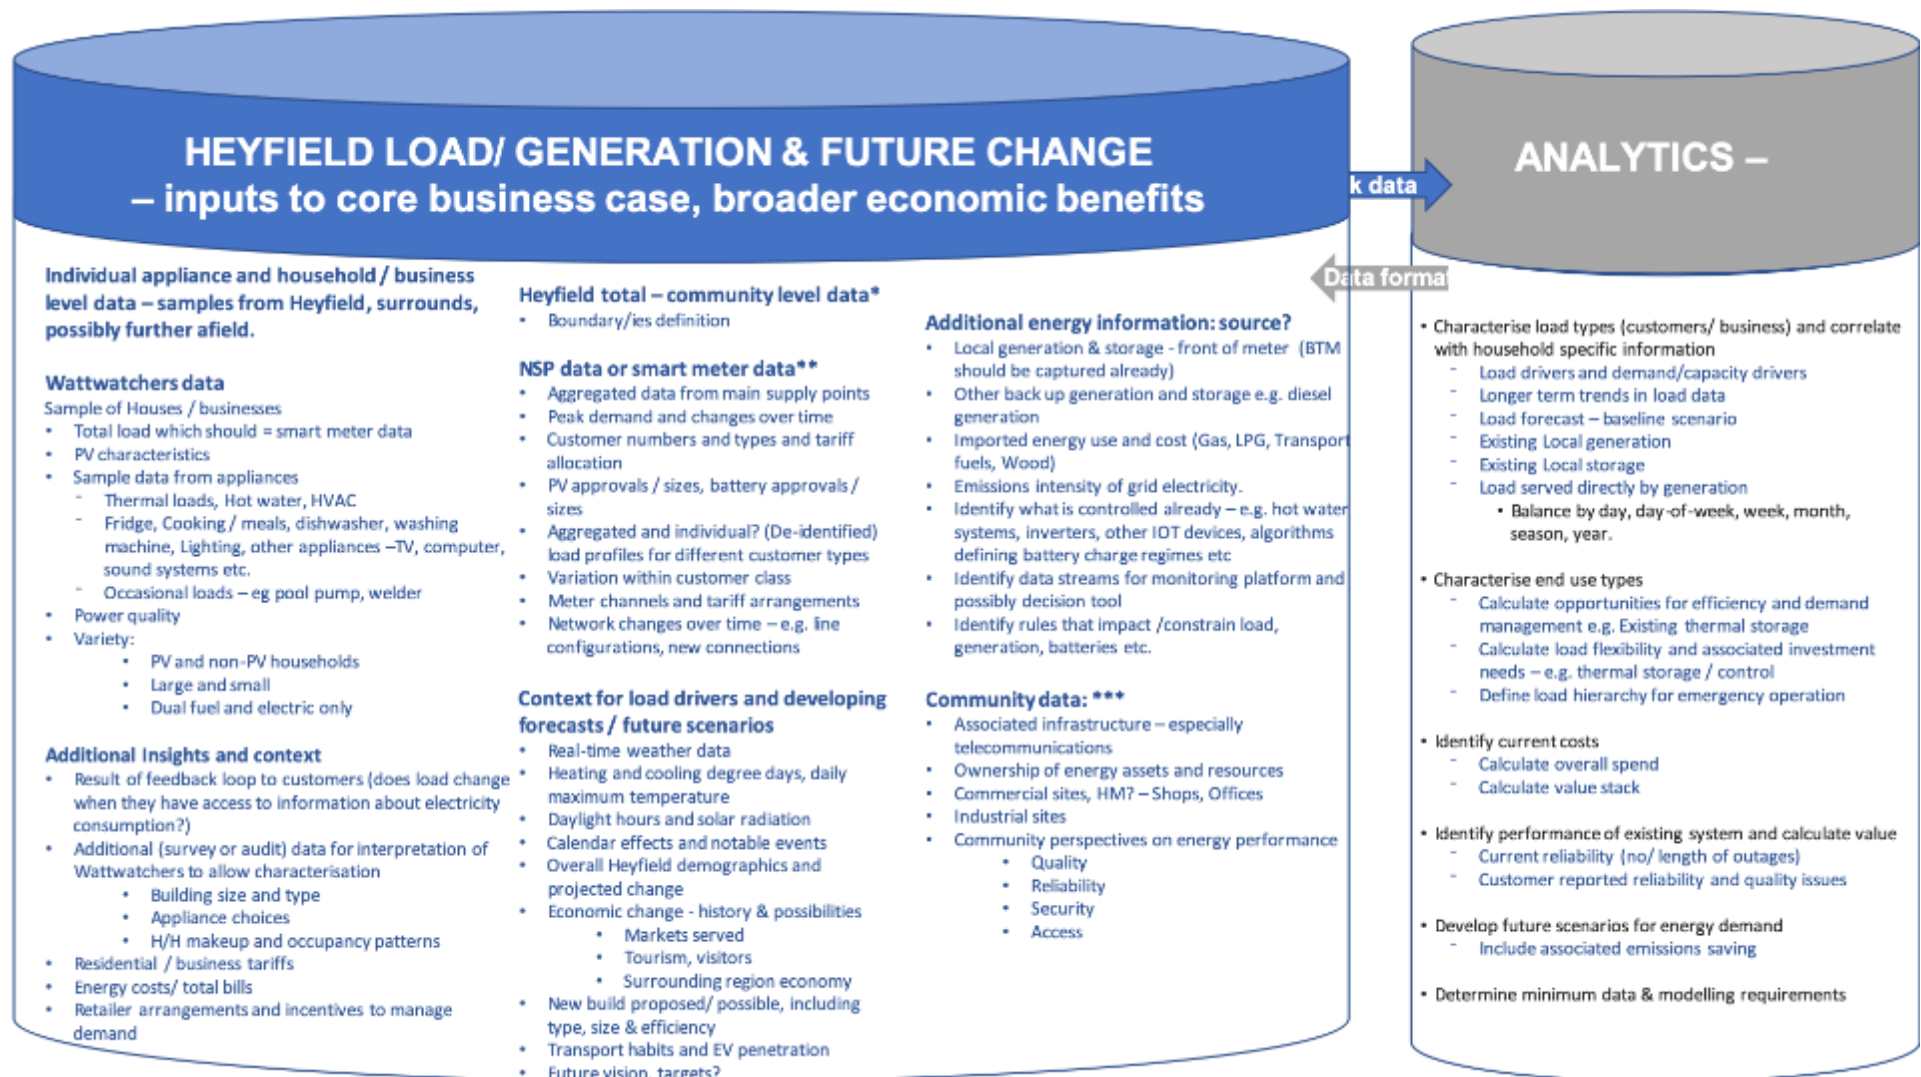 HEYFIELD LOAD/ GENERATION & FUTURE CHANGE
– inputs to core business case, broader economic benefits
Individual appliance and household / business
level data – samples from Heyfield, surrounds,
possibly further afield.
Wattwatchers data
Sample of Houses / businesses
• Total load which should = smart meter data
• PV characteristics
• Sample data from appliances
- Thermal loads, Hot water, HVAC
- Fridge, Cooking / meals, dishwasher, washing
machine, Lighting, other appliances –TV, computer,
sound systems etc.
- Occasional loads – eg pool pump, welder
• Power quality
• Variety:
• PV and non-PV households
• Large and small
• Dual fuel and electric only
Additional Insights and context
• Result of feedback loop to customers (does load change
when they have access to information about electricity
consumption?)
• Additional (survey or audit) data for interpretation of
Wattwatchers to allow characterisation
• Building size and type
• Appliance choices
• H/H makeup and occupancy patterns
• Residential / business tariffs
• Energy costs/ total bills
• Retailer arrangements and incentives to manage
demand
Heyfield total – community level data*
• Boundary/ies definition
NSP data or smart meter data**
• Aggregated data from main supply points
• Peak demand and changes over time
• Customer numbers and types and tariff
allocation
• PV approvals / sizes, battery approvals /
sizes
• Aggregated and individual? (De-identified)
load profiles for different customer types
• Variation within customer class
• Meter channels and tariff arrangements
• Network changes over time – e.g. line
configurations, new connections
Context for load drivers and developing
forecasts / future scenarios
• Real-time weather data
• Heating and cooling degree days, daily
maximum temperature
• Daylight hours and solar radiation
• Calendar effects and notable events
• Overall Heyfield demographics and
projected change
• Economic change - history & possibilities
• Markets served
• Tourism, visitors
• Surrounding region economy
• New build proposed/ possible, including
type, size & efficiency
• Transport habits and EV penetration
• Future vision, targets?
Additional energy information: source?
• Local generation & storage - front of meter (BTM
should be captured already)
• Other back up generation and storage e.g. diesel
generation
• Imported energy use and cost (Gas, LPG, Transport
fuels, Wood)
• Emissions intensity of grid electricity.
• Identify what is controlled already – e.g. hot water
systems, inverters, other IOT devices, algorithms
defining battery charge regimes etc
• Identify data streams for monitoring platform and
possibly decision tool
• Identify rules that impact /constrain load,
generation, batteries etc.
Community data: ***
• Associated infrastructure – especially
telecommunications
• Ownership of energy assets and resources
• Commercial sites, HM? – Shops, Offices
• Industrial sites
• Community perspectives on energy performance
• Quality
• Reliability
• Security
• Access
k data
Data format
ANALYTICS –
• Characterise load types (customers/ business) and correlate
with household specific information
- Load drivers and demand/capacity drivers
- Longer term trends in load data
- Load forecast – baseline scenario
- Existing Local generation
- Existing Local storage
- Load served directly by generation
• Balance by day, day-of-week, week, month,
season, year.
• Characterise end use types
- Calculate opportunities for efficiency and demand
management e.g. Existing thermal storage
- Calculate load flexibility and associated investment
needs – e.g. thermal storage / control
- Define load hierarchy for emergency operation
• Identify current costs
- Calculate overall spend
- Calculate value stack
• Identify performance of existing system and calculate value
- Current reliability (no/ length of outages)
- Customer reported reliability and quality issues
• Develop future scenarios for energy demand
- Include associated emissions saving
• Determine minimum data & modelling requirements